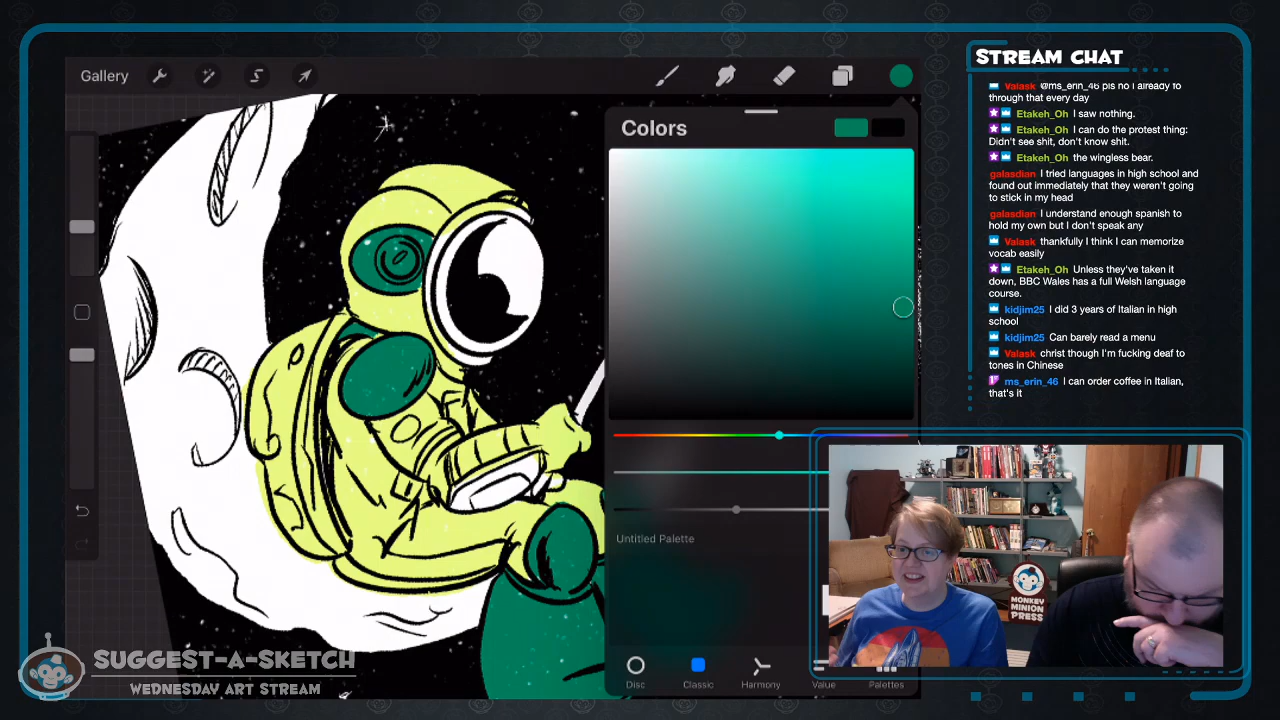 Gallery
Colors
Untitled Palette
Disc
Classic
Harmony
Value
Palettes
SUGGEST-A-SKETCH
WEDNESDAY ART STREAM
STREAM CHAT
Valask @ms_erin_46 pls no I already fo
through that every day
Etakeh_Oh I saw nothing.
Etakeh_Oh I can do the protest thing:
Didn't see shit, don't know shit.
Etakeh_Oh the wingless bear.
galasdian I tried languages in high school and
found out immediately that they weren't going
to stick in my head
galasdian I understand enough spanish to
hold my own but I don't speak any
Valask thankfully I think I can memorize
vocab easily
Etakeh_Oh Unless they've taken it
down, BBC Wales has a full Welsh language
course.
kidjim25 I did 3 years of Italian in high
school
kidjim25 Can barely read a menu
Valask christ though I'm fucking deaf to
tones in Chinese
ms_erin_46 I can order coffee in Italian,
that's it
MONKEY
MINION
PRESS